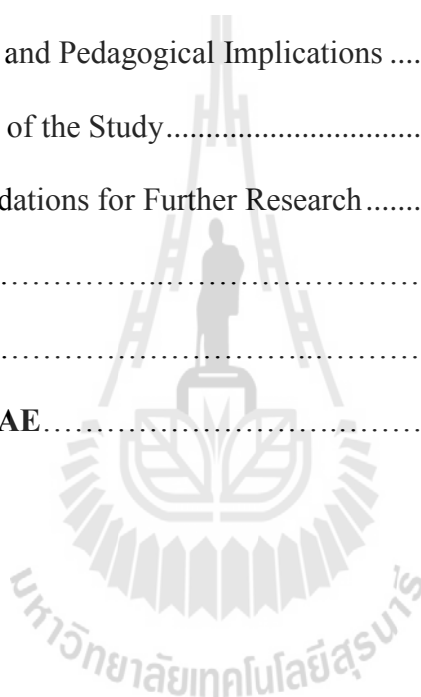 and Pedagogical Implications ....
of the Study................................
dations for Further Research.......
………………………………………
………………………………………
AE…………………………………
มหาวิทยาลัยเทคโนโลยีสุรนารี